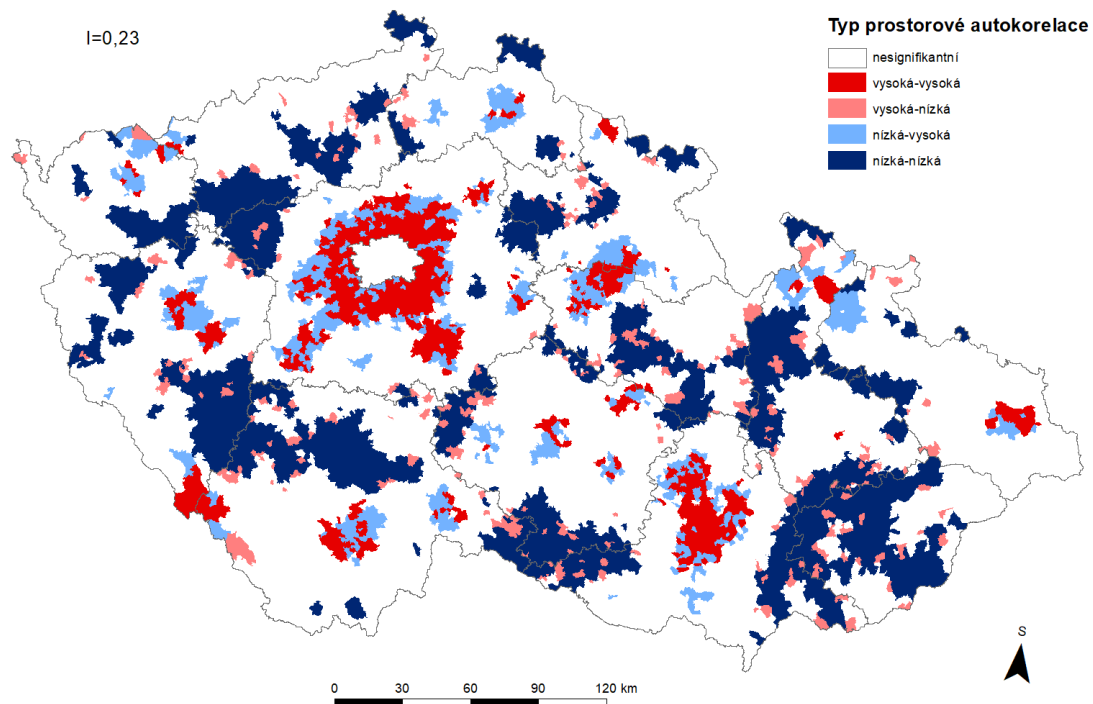 I=0,23
Typ prostorové autokorelace
nesignifikantní
vysoká-vysoká
vysoká-nízká
nízká-vysoká
nízká-nízká
S
0 30 60 90 120 km